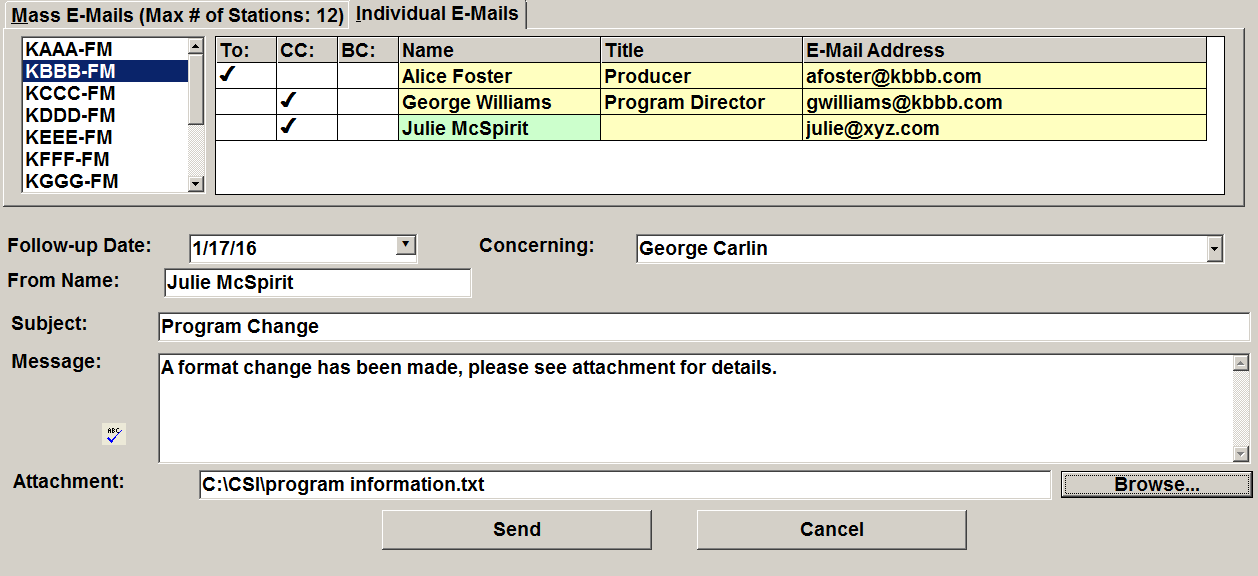 Mass E-Mails (Max # of Stations: 12) Individual E-Mails
KAAA-FM
KBBB-FM
KCCC-FM
KDDD-FM
KEEE-FM
KFFF-FM
KGGG-FM
To: CC: BC: Name Title E-Mail Address
Alice Foster Producer afoster@kbbb.com
George Williams Program Director gwilliams@kbbb.com
Julie McSpirit julie@xyz.com
Follow-up Date: 1/17/16 Concerning: George Carlin
From Name: Julie McSpirit
Subject: Program Change
Message: A format change has been made, please see attachment for details.
ABC
Attachment: C:\CSI\program information.txt Browse...
Send Cancel